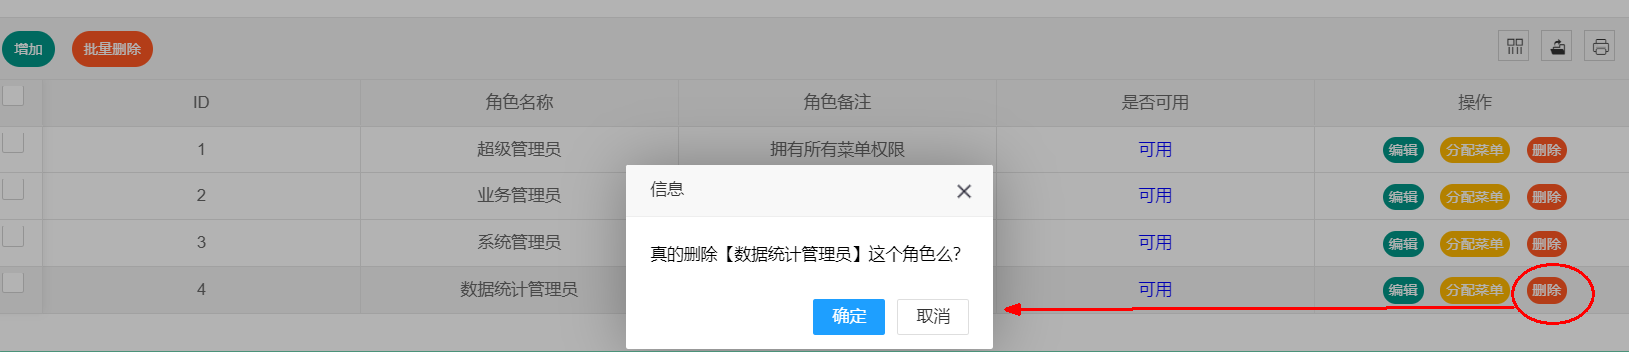 增加 批量删除
ID 角色名称 角色备注 是否可用 操作
1 超级管理员 拥有所有菜单权限 可用 编辑 分配菜单 删除
2 业务管理员 可用 编辑 分配菜单 删除
3 系统管理员 可用 编辑 分配菜单 删除
4 数据统计管理员 可用 编辑 分配菜单 删除
信息
真的删除【数据统计管理员】这个角色么?
确定 取消